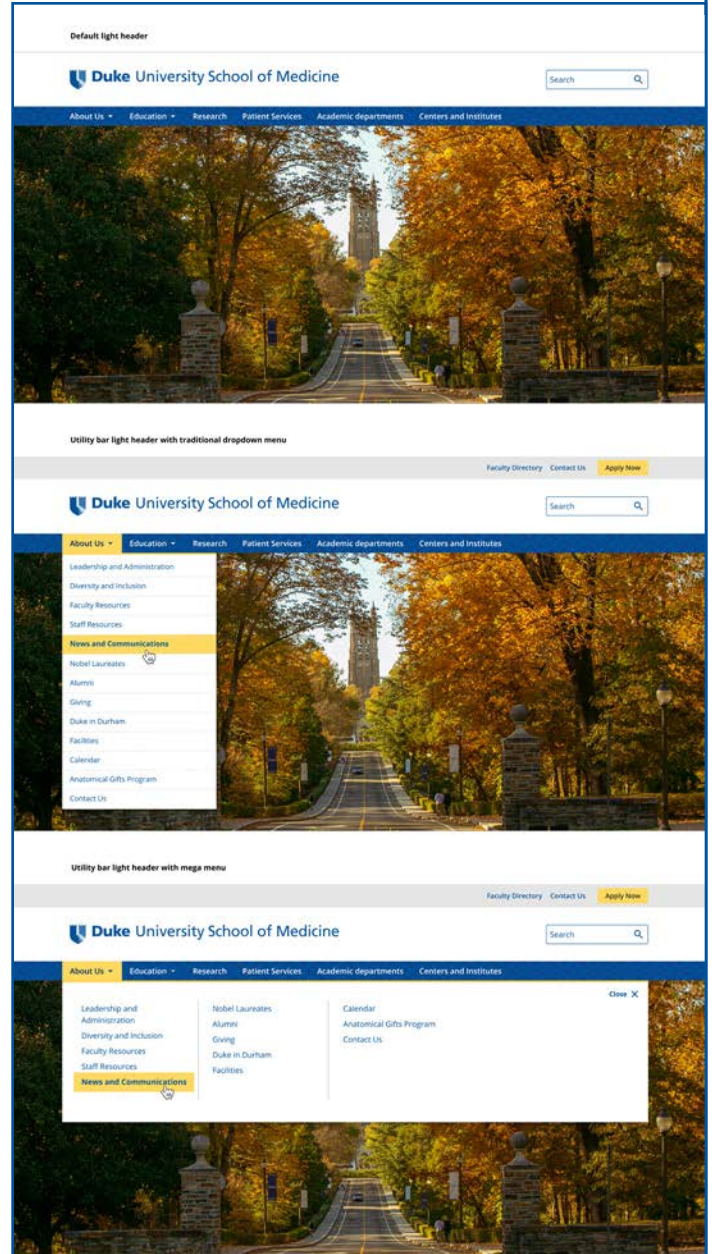 Default light header
Duke University School of Medicine
Search
About Us Education Research Patient Services Academic departments Centers and Institutes
Utility bar light header with traditional dropdown menu
Faculty Directory Contact Us Apply Now
Duke University School of Medicine
Search
About Us Education Research Patient Services Academic departments Centers and Institutes
Leadership and Administration
Diversity and Inclusion
Faculty Resources
Staff Resources
News and Communications
Nobel Laureates
Alumni
Giving
Duke in Durham
Facilities
Calendar
Anatomical Gifts Program
Contact Us
Utility bar light header with mega menu
Faculty Directory Contact Us Apply Now
Duke University School of Medicine
Search
About Us Education Research Patient Services Academic departments Centers and Institutes
Close X
Leadership and
Administration
Diversity and Inclusion
Faculty Resources
Staff Resources
News and Communications
Nobel Laureates
Alumni
Giving
Duke in Durham
Facilities
Calendar
Anatomical Gifts Program
Contact Us